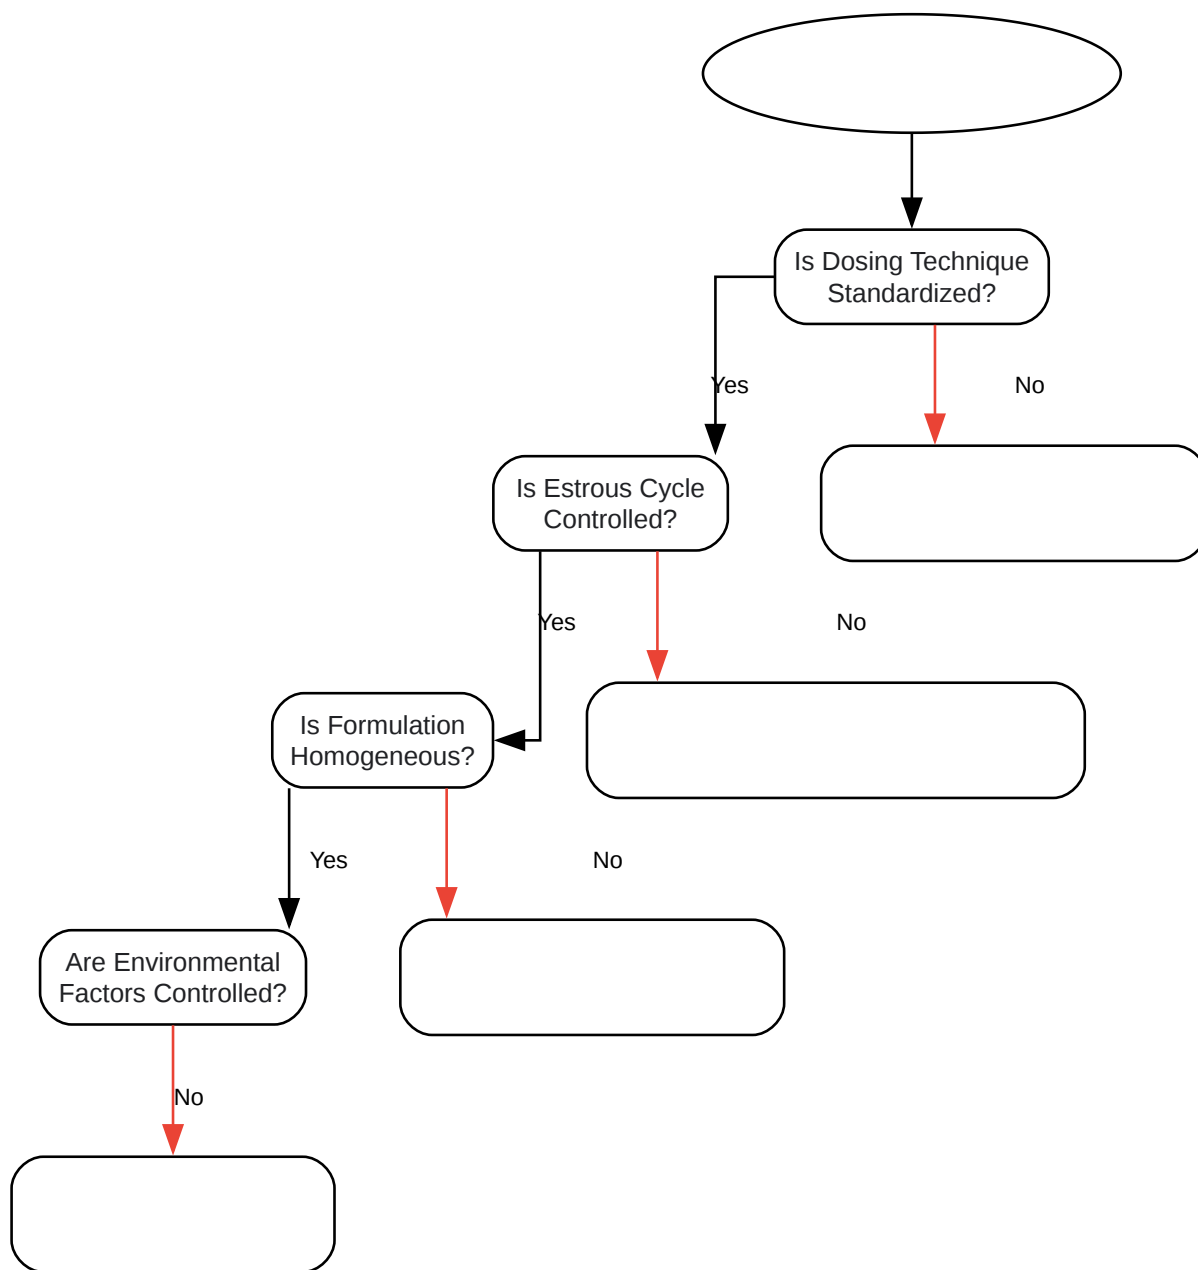 Is Dosing Technique
Standardized?
Yes
No
Is Estrous Cycle
Controlled?
Yes
No
Is Formulation
Homogeneous?
Yes
No
Are Environmental
Factors Controlled?
No